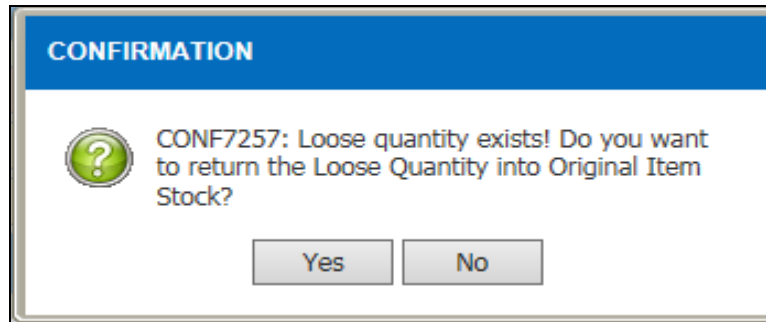 CONFIRMATION
CONF7257: Loose quantity exists! Do you want
to return the Loose Quantity into Original Item
Stock?
Yes No